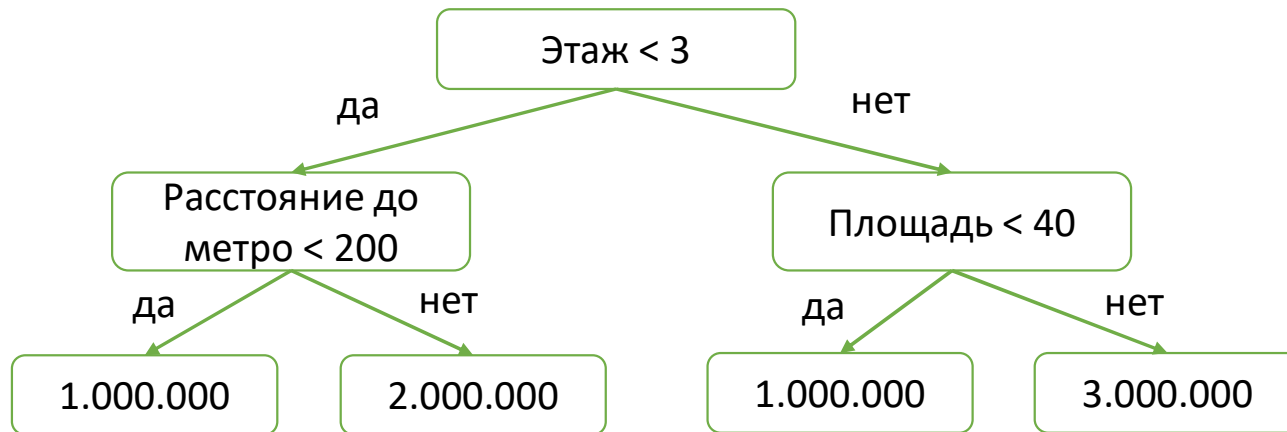 Этаж < 3
да
нет
Расстояние до
метро < 200
Площадь < 40
да
нет
да
нет
1.000.000
2.000.000
1.000.000
3.000.000